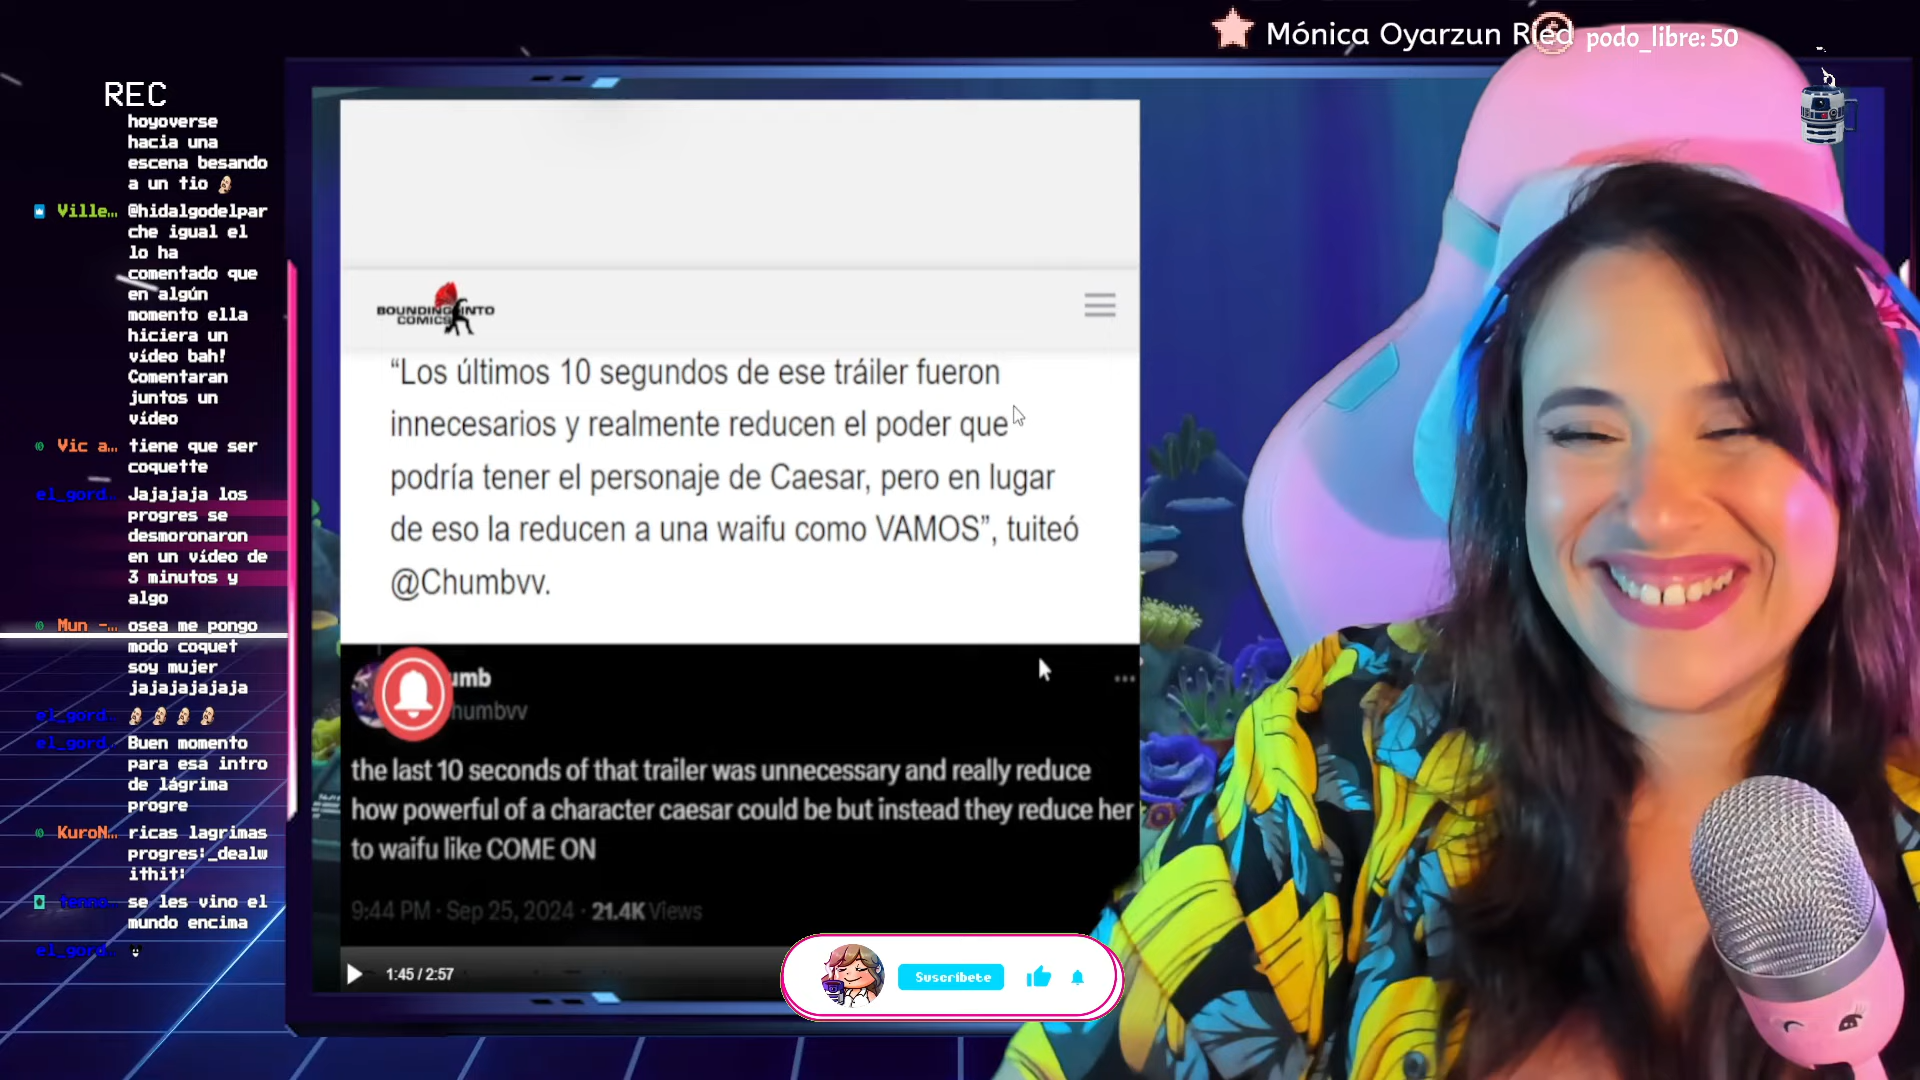 Mónica Oyarzun Ried
podo_libre: 50
REC
hoyoverse
hacia una
escena besando
a un tio
Ville…
@hidalgodelpar
che igual el
lo ha
comentado que
en algún
momento ella
hiciera un
vídeo bah!
Comentaran
juntos un
vídeo
Vic a…
tiene que ser
coquette
el_gord…
Jajajaja los
progres se
desmoronaron
en un vídeo de
3 minutos y
algo
Mun -…
osea me pongo
modo coquet
soy mujer
jajajajajaja
el_gord…
el_gord…
Buen momento
para esa intro
de lágrima
progre
KuroN…
ricas lagrimas
progres:_dealw
ithit:
se les vino el
mundo encima
el_gord…
BOUNDING INTO
COMICS
“Los últimos 10 segundos de ese tráiler fueron
innecesarios y realmente reducen el poder que
podría tener el personaje de Caesar, pero en lugar
de eso la reducen a una waifu como VAMOS”, tuiteó
@Chumbvv.
umb
humbvv
the last 10 seconds of that trailer was unnecessary and really reduce
how powerful of a character caesar could be but instead they reduce her
to waifu like COME ON
9:44 PM · Sep 25, 2024 · 21.4K Views
1:45 / 2:57
Suscríbete